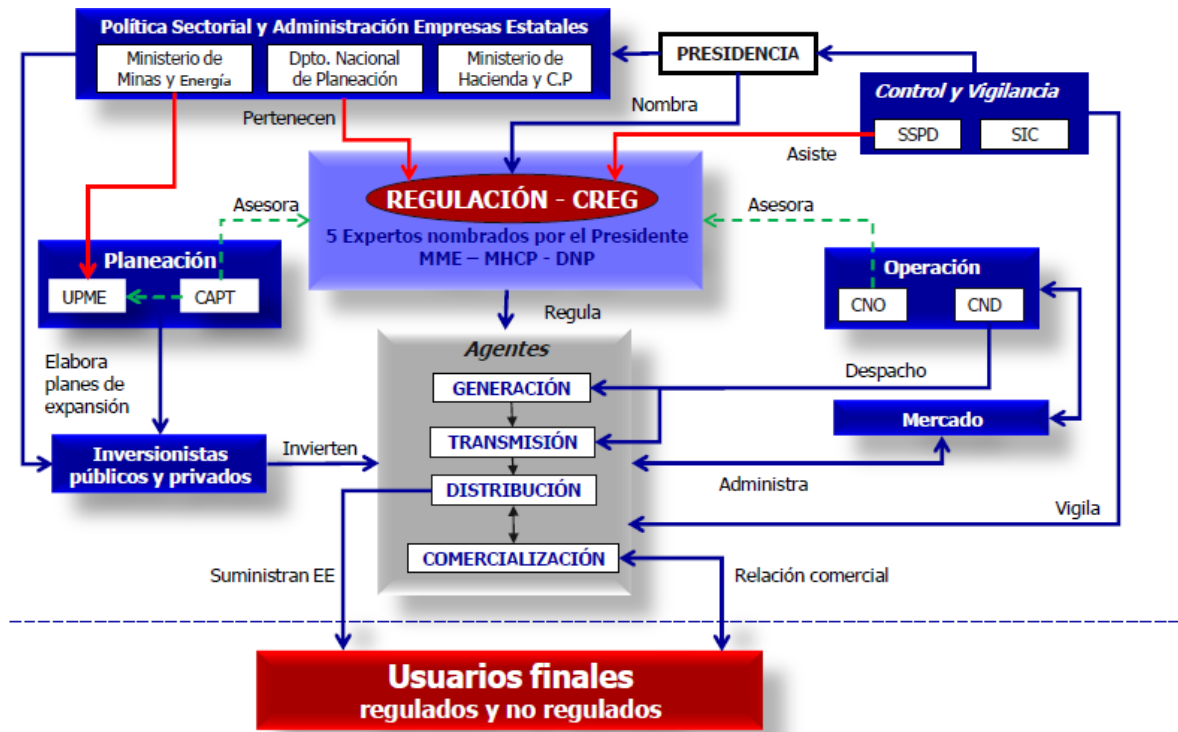 Política Sectorial y Administración Empresas Estatales
Ministerio de
Minas y Energía
Dpto. Nacional
de Planeación
Ministerio de
Hacienda y C.P
PRESIDENCIA
Control y Vigilancia
SSPD
SIC
Nombra
Pertenecen
Asiste
REGULACIÓN - CREG
5 Expertos nombrados por el Presidente
MME – MHCP - DNP
Asesora
Asesora
Planeación
UPME
CAPT
Operación
CNO
CND
Regula
Elabora
planes de
expansión
Agentes
GENERACIÓN
TRANSMISIÓN
DISTRIBUCIÓN
COMERCIALIZACIÓN
Despacho
Mercado
Inversionistas
públicos y privados
Invierten
Administra
Vigila
Suministran EE
Relación comercial
Usuarios finales
regulados y no regulados